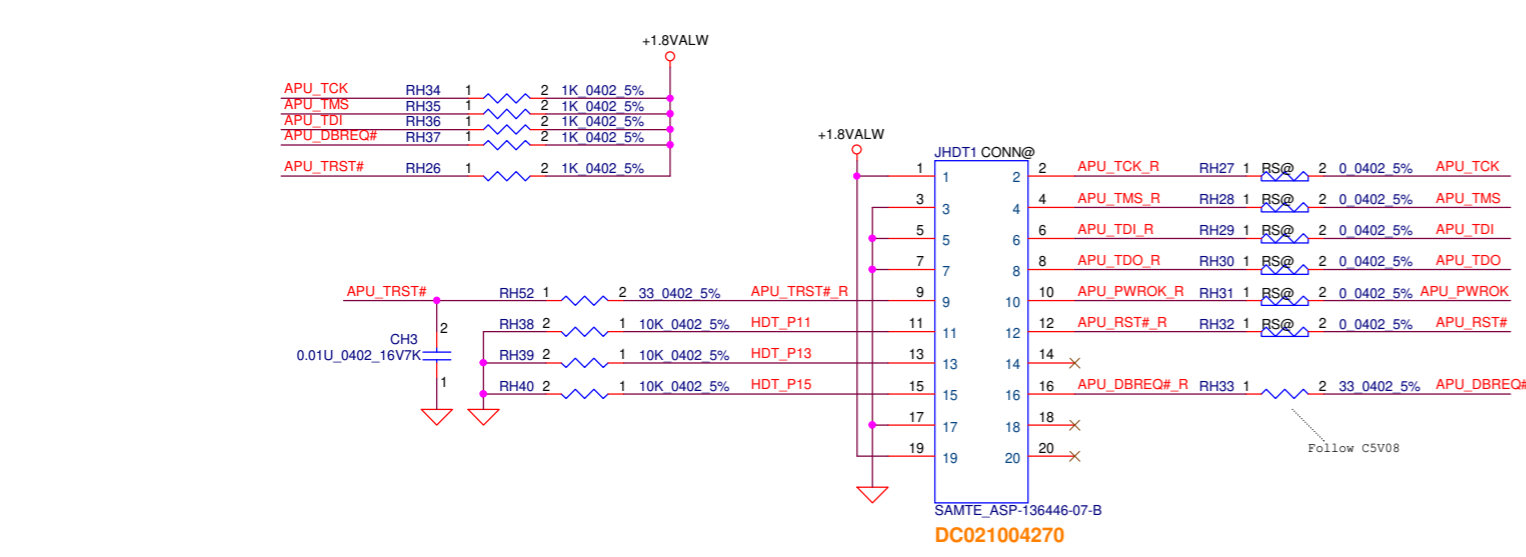 +1.8VALW
APU_TCK RH34 1 2 1K_0402_5%
APU_TMS RH35 1 2 1K_0402_5%
APU_TDI RH36 1 2 1K_0402_5%
APU_DBREQ# RH37 1 2 1K_0402_5%
APU_TRST# RH26 1 2 1K_0402_5%
+1.8VALW
JHDT1 CONN@
1 1 2 2 APU_TCK_R RH27 1 RS@ 2 0_0402_5% APU_TCK
3 3 4 4 APU_TMS_R RH28 1 RS@ 2 0_0402_5% APU_TMS
5 5 6 6 APU_TDI_R RH29 1 RS@ 2 0_0402_5% APU_TDI
7 7 8 8 APU_TDO_R RH30 1 RS@ 2 0_0402_5% APU_TDO
APU_TRST# RH52 1 2 33_0402_5% APU_TRST#_R 9 9 10 10 APU_PWROK_R RH31 1 RS@ 2 0_0402_5% APU_PWROK
RH38 2 1 10K_0402_5% HDT_P11 11 11 12 12 APU_RST#_R RH32 1 RS@ 2 0_0402_5% APU_RST#
2
CH3
0.01U_0402_16V7K
1
RH39 2 1 10K_0402_5% HDT_P13 13 13 14 14
RH40 2 1 10K_0402_5% HDT_P15 15 15 16 16 APU_DBREQ#_R RH33 1 2 33_0402_5% APU_DBREQ#
17 17 18 18
19 19 20 20
Follow C5V08
SAMTE_ASP-136446-07-B
DC021004270